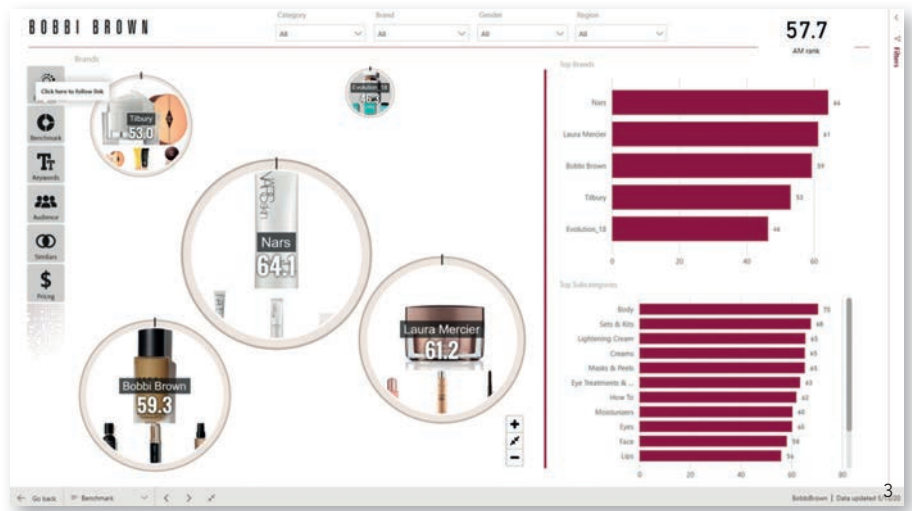 BOBBI BROWN
Category
All
Brand
All
Gender
All
Region
All
57.7
AM rank
Filters
Brands
Click here to follow link
Benchmark
Keywords
Audience
Similars
Pricing
Tilbury
53.0
Evolution_18
46.3
NARS
Nars
64.1
Laura Mercier
61.2
Bobbi Brown
59.3
Top Brands
Nars 64
Laura Mercier 61
Bobbi Brown 59
Tilbury 53
Evolution_18 46
0 20 40 60
Top Subcategories
Body 70
Sets & Kits 68
Lightening Cream 65
Creams 65
Masks & Peels 65
Eye Treatments & ... 63
How To 62
Moisturizers 60
Eyes 60
Face 58
Lips 56
0 20 40 60 80
Go back
Benchmark
BobbiBrown | Data updated
3